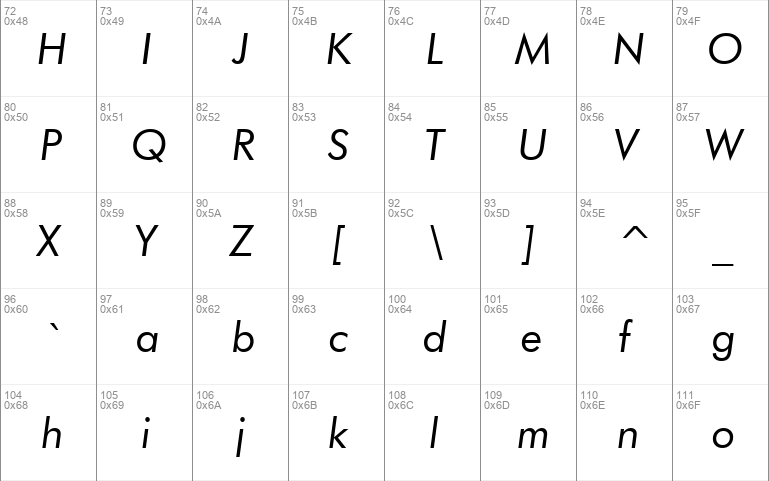 72 73 74 75 76 77 78 79
0x48 0x49 0x4A 0x4B 0x4C 0x4D 0x4E 0x4F
H I J K L M N O
80 81 82 83 84 85 86 87
0x50 0x51 0x52 0x53 0x54 0x55 0x56 0x57
P Q R S T U V W
88 89 90 91 92 93 94 95
0x58 0x59 0x5A 0x5B 0x5C 0x5D 0x5E 0x5F
X Y Z [ \ ] ^ _
96 97 98 99 100 101 102 103
0x60 0x61 0x62 0x63 0x64 0x65 0x66 0x67
` a b c d e f g
104 105 106 107 108 109 110 111
0x68 0x69 0x6A 0x6B 0x6C 0x6D 0x6E 0x6F
h i j k l m n o